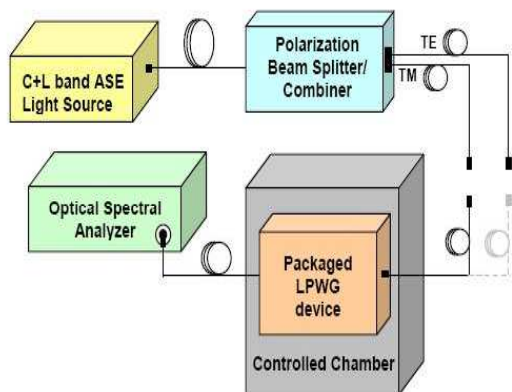 C+L band ASE
Light Source
Polarization
Beam Splitter/
Combiner
TE
TM
Optical Spectral
Analyzer
Packaged
LPWG
device
Controlled Chamber